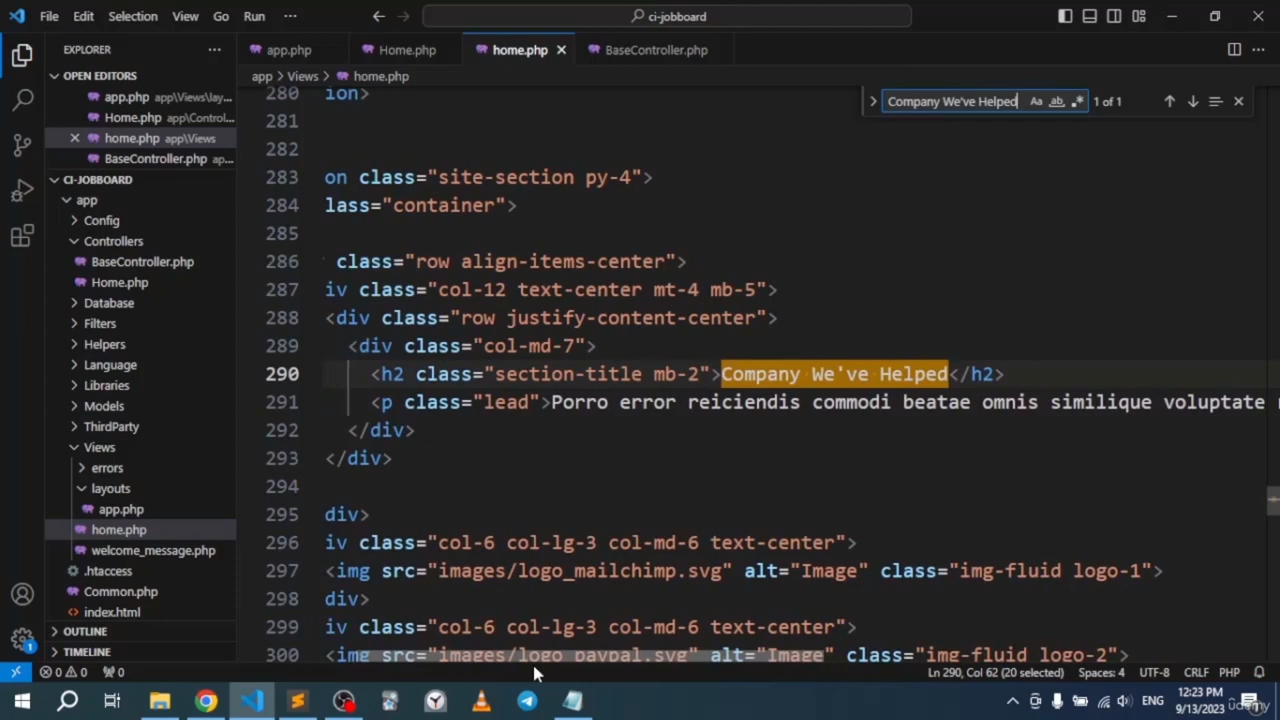 File Edit Selection View Go Run ··· ci-jobboard
EXPLORER ··· app.php Home.php home.php BaseController.php
app > Views > home.php
OPEN EDITORS
app.php app\Views\lay...
Home.php app\Control...
home.php app\Views
BaseController.php ap...
Company We've Helped Aa ab 1 of 1
CI-JOBBOARD
app
Config
Controllers
BaseController.php
Home.php
Database
Filters
Helpers
Language
Libraries
Models
ThirdParty
Views
errors
layouts
app.php
home.php
welcome_message.php
.htaccess
Common.php
index.html
OUTLINE
TIMELINE
280 ion>
281
282
283 on class="site-section py-4">
284 lass="container">
285
286 class="row align-items-center">
287 iv class="col-12 text-center mt-4 mb-5">
288 <div class="row justify-content-center">
289 <div class="col-md-7">
290 <h2 class="section-title mb-2">Company We've Helped</h2>
291 <p class="lead">Porro error reiciendis commodi beatae omnis similique voluptate
292 </div>
293 </div>
294
295 div>
296 iv class="col-6 col-lg-3 col-md-6 text-center">
297 <img src="images/logo_mailchimp.svg" alt="Image" class="img-fluid logo-1">
298 div>
299 iv class="col-6 col-lg-3 col-md-6 text-center">
300 <img src="images/logo_paypal.svg" alt="Image" class="img-fluid logo-2">
0 0 0 Ln 290, Col 62 (20 selected) Spaces: 4 UTF-8 CRLF PHP
ENG 12:23 PM
9/13/2023
udemy